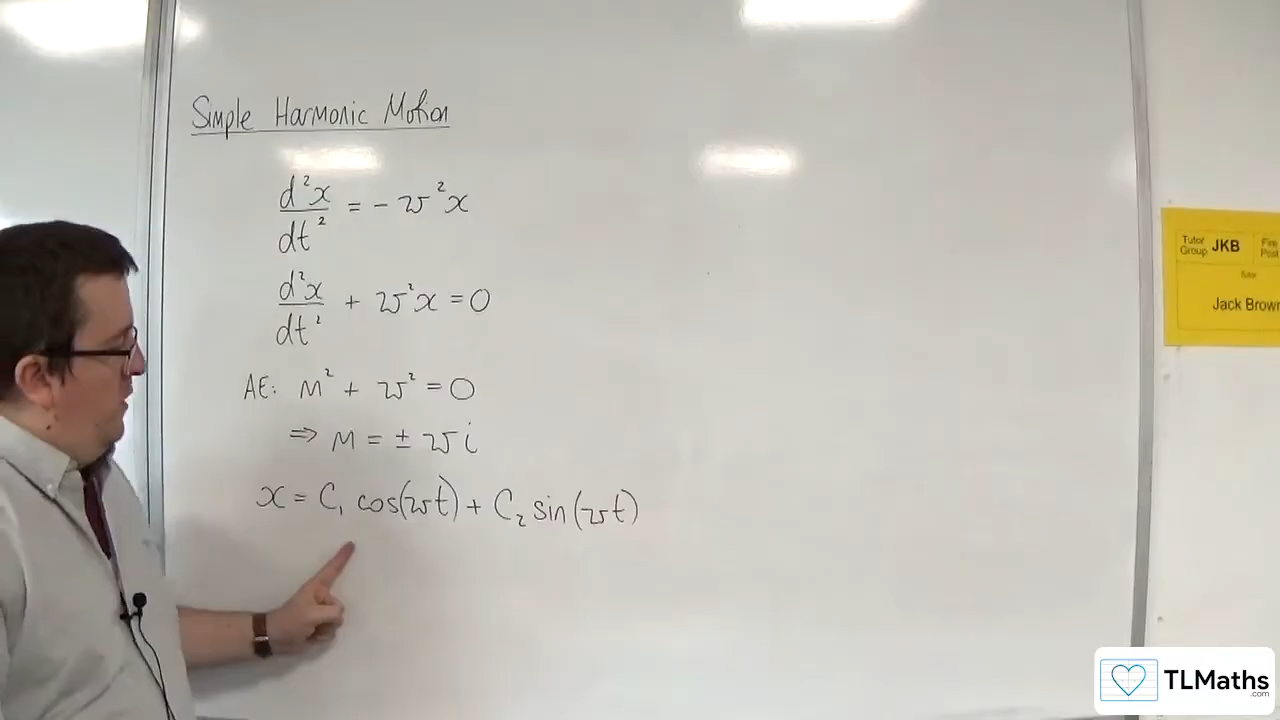 Simple Harmonic Motion
d²x/dt² = - ω²x
d²x/dt² + ω²x = 0
AE: m² + ω² = 0
⇒ m = ± ωi
x = C₁ cos(ωt) + C₂ sin(ωt)
Tutor Group JKB
Tutor
Jack Brown
TLMaths
.com